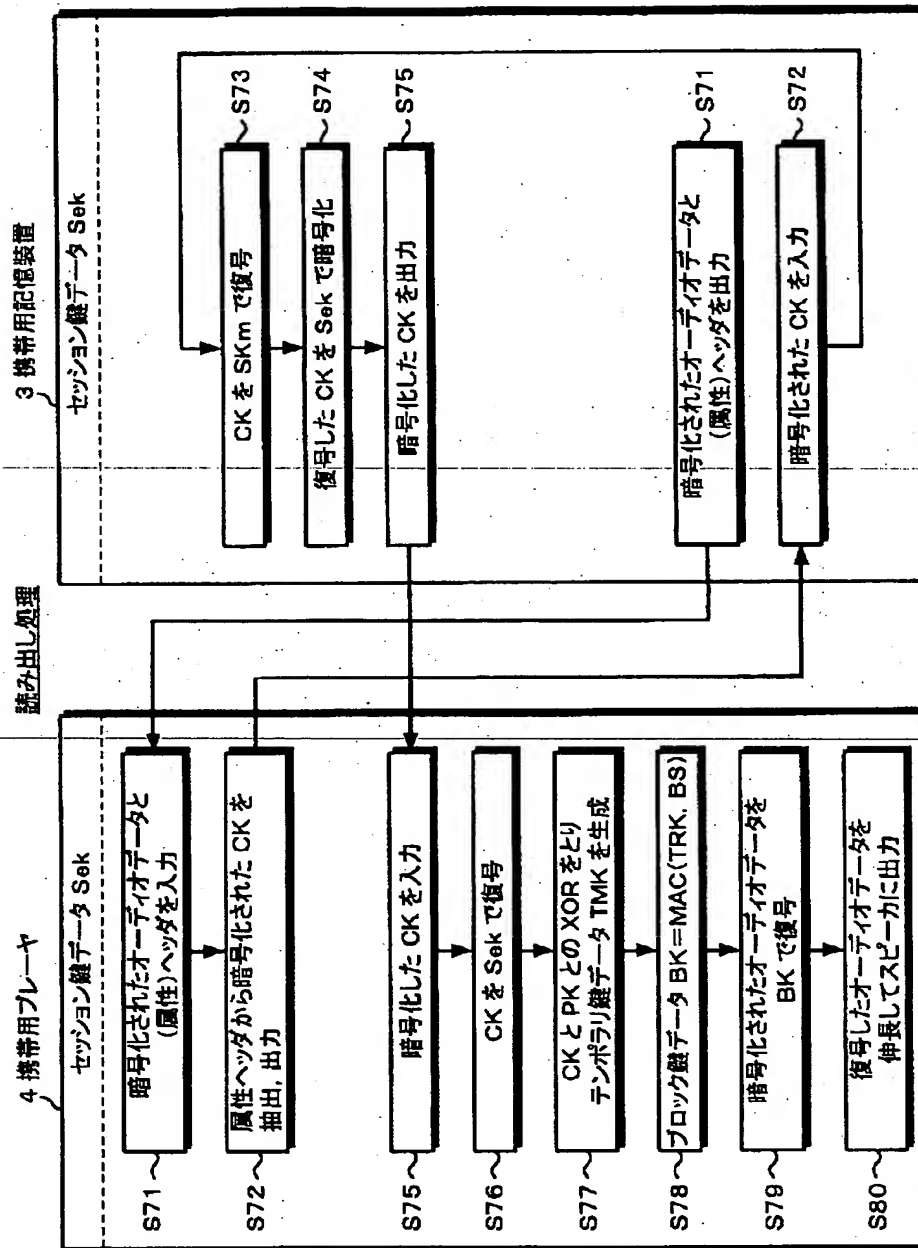 読み出し処理
4 携帯用プレーヤ
セッション鍵データ Sek
S71
暗号化されたオーディオデータと
(属性)ヘッダを入力
S72
属性ヘッダから暗号化された CK を
抽出, 出力
S75
暗号化した CK を入力
S76
CK を Sek で復号
S77
CK と PK との XOR をとり
テンポラリ鍵データ TMK を生成
S78
ブロック鍵データ BK=MAC(TRK, BS)
S79
暗号化されたオーディオデータを
BK で復号
S80
復号したオーディオデータを
伸長してスピーカに出力
3 携帯用記憶装置
セッション鍵データ Sek
CK を SKm で復号
S73
復号した CK を Sek で暗号化
S74
暗号化した CK を出力
S75
暗号化されたオーディオデータと
(属性)ヘッダを出力
S71
暗号化された CK を入力
S72